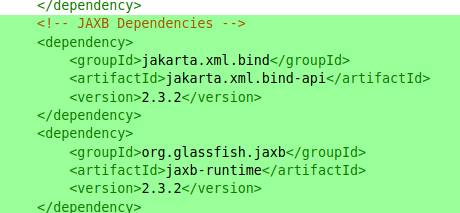 </dependency>
<!-- JAXB Dependencies -->
<dependency>
<groupId>jakarta.xml.bind</groupId>
<artifactId>jakarta.xml.bind-api</artifactId>
<version>2.3.2</version>
</dependency>
<dependency>
<groupId>org.glassfish.jaxb</groupId>
<artifactId>jaxb-runtime</artifactId>
<version>2.3.2</version>
</dependency>